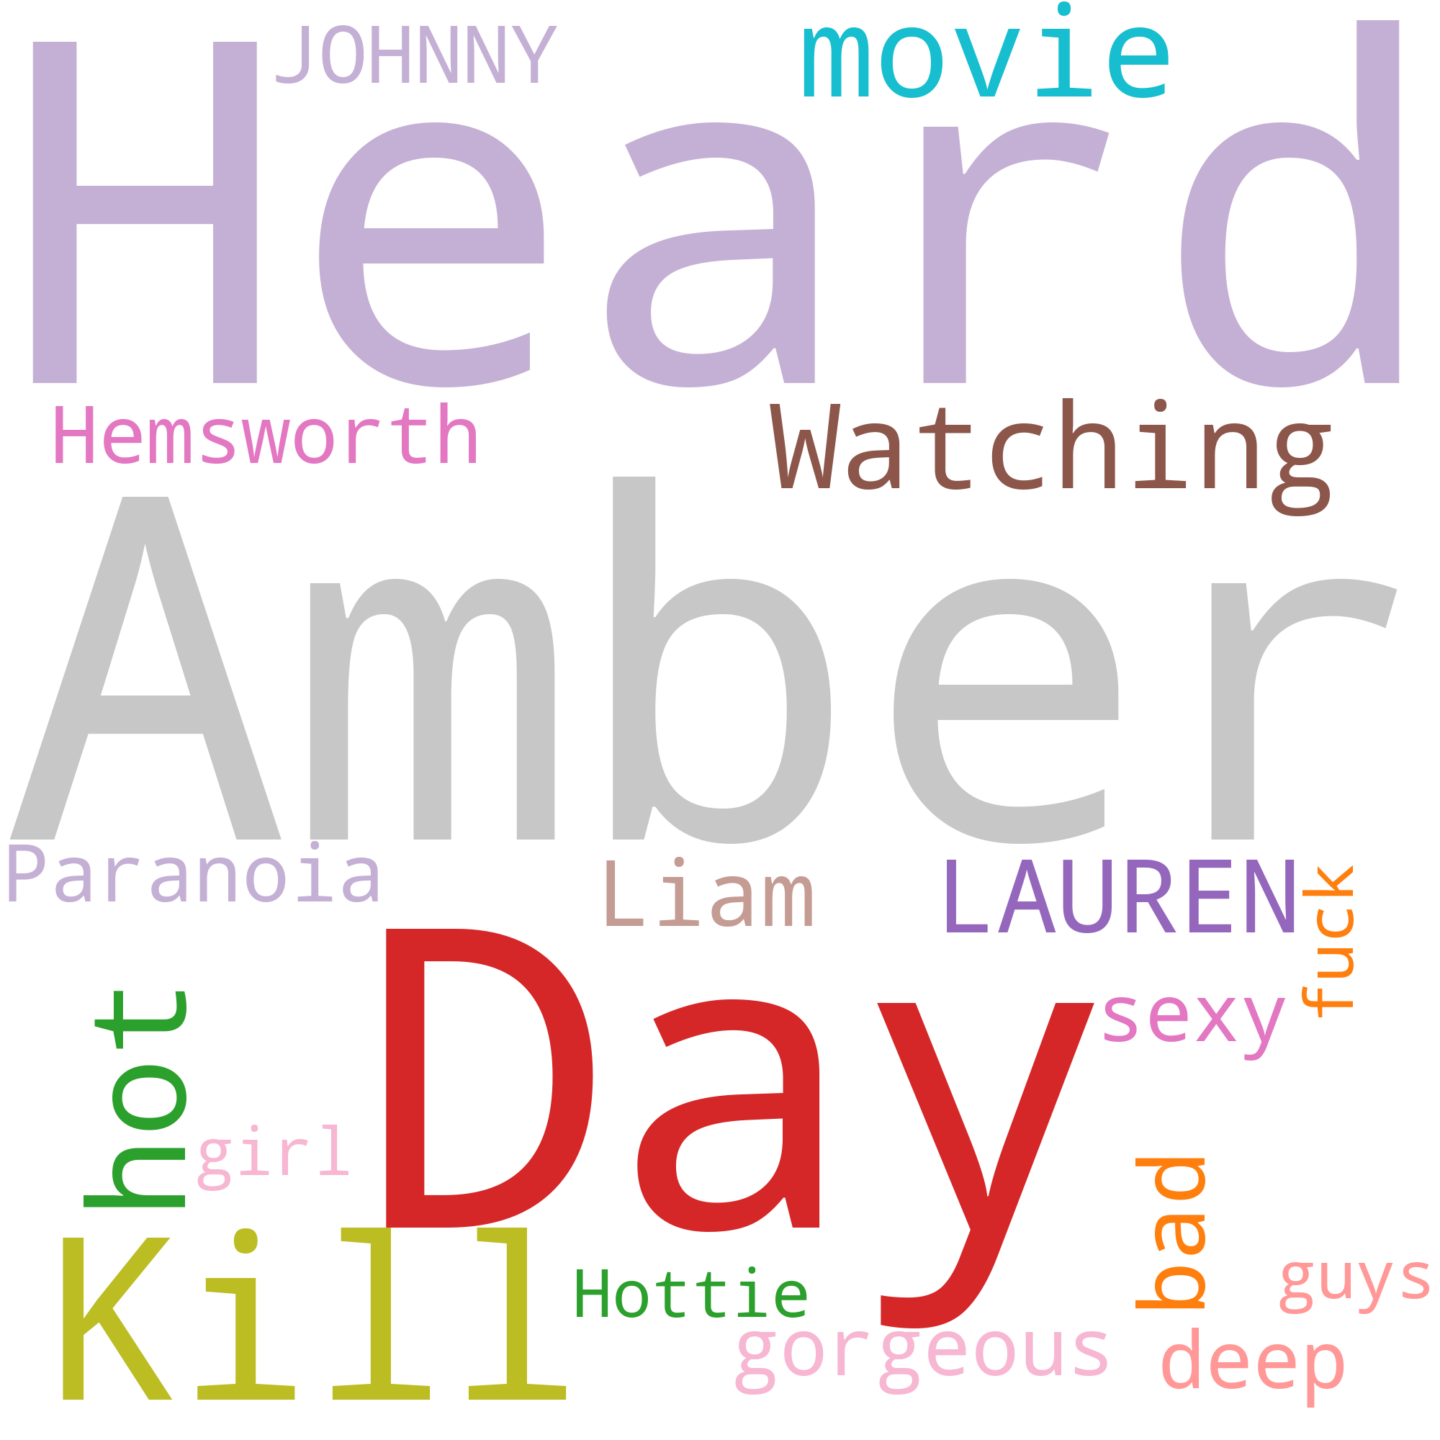 JOHNNY
movie
Heard
Hemsworth
Watching
Amber
Paranoia
Liam
LAUREN
fuck
Day
hot
sexy
girl
Kill
bad
Hottie
guys
gorgeous
deep